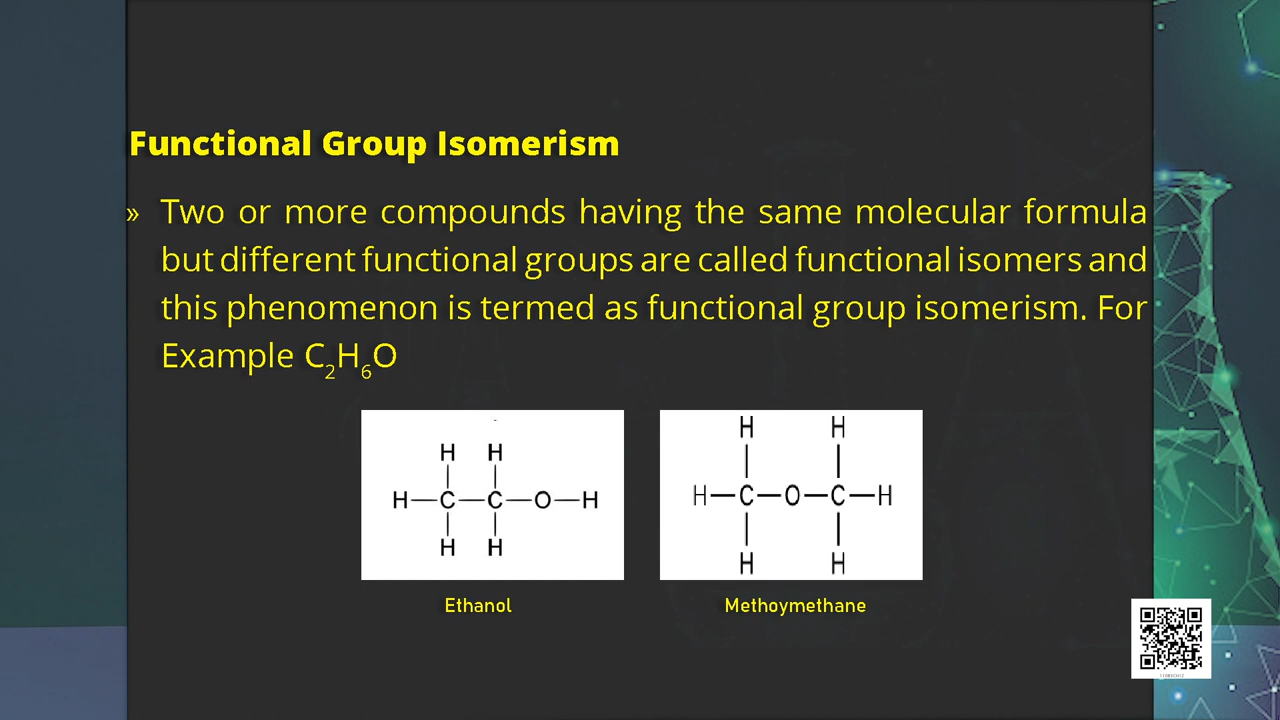 Functional Group Isomerism
» Two or more compounds having the same molecular formula
but different functional groups are called functional isomers and
this phenomenon is termed as functional group isomerism. For
Example C₂H₆O
H H
H—C—C—O—H
H H
H H
H—C—O—C—H
H H
Ethanol
Methoymethane